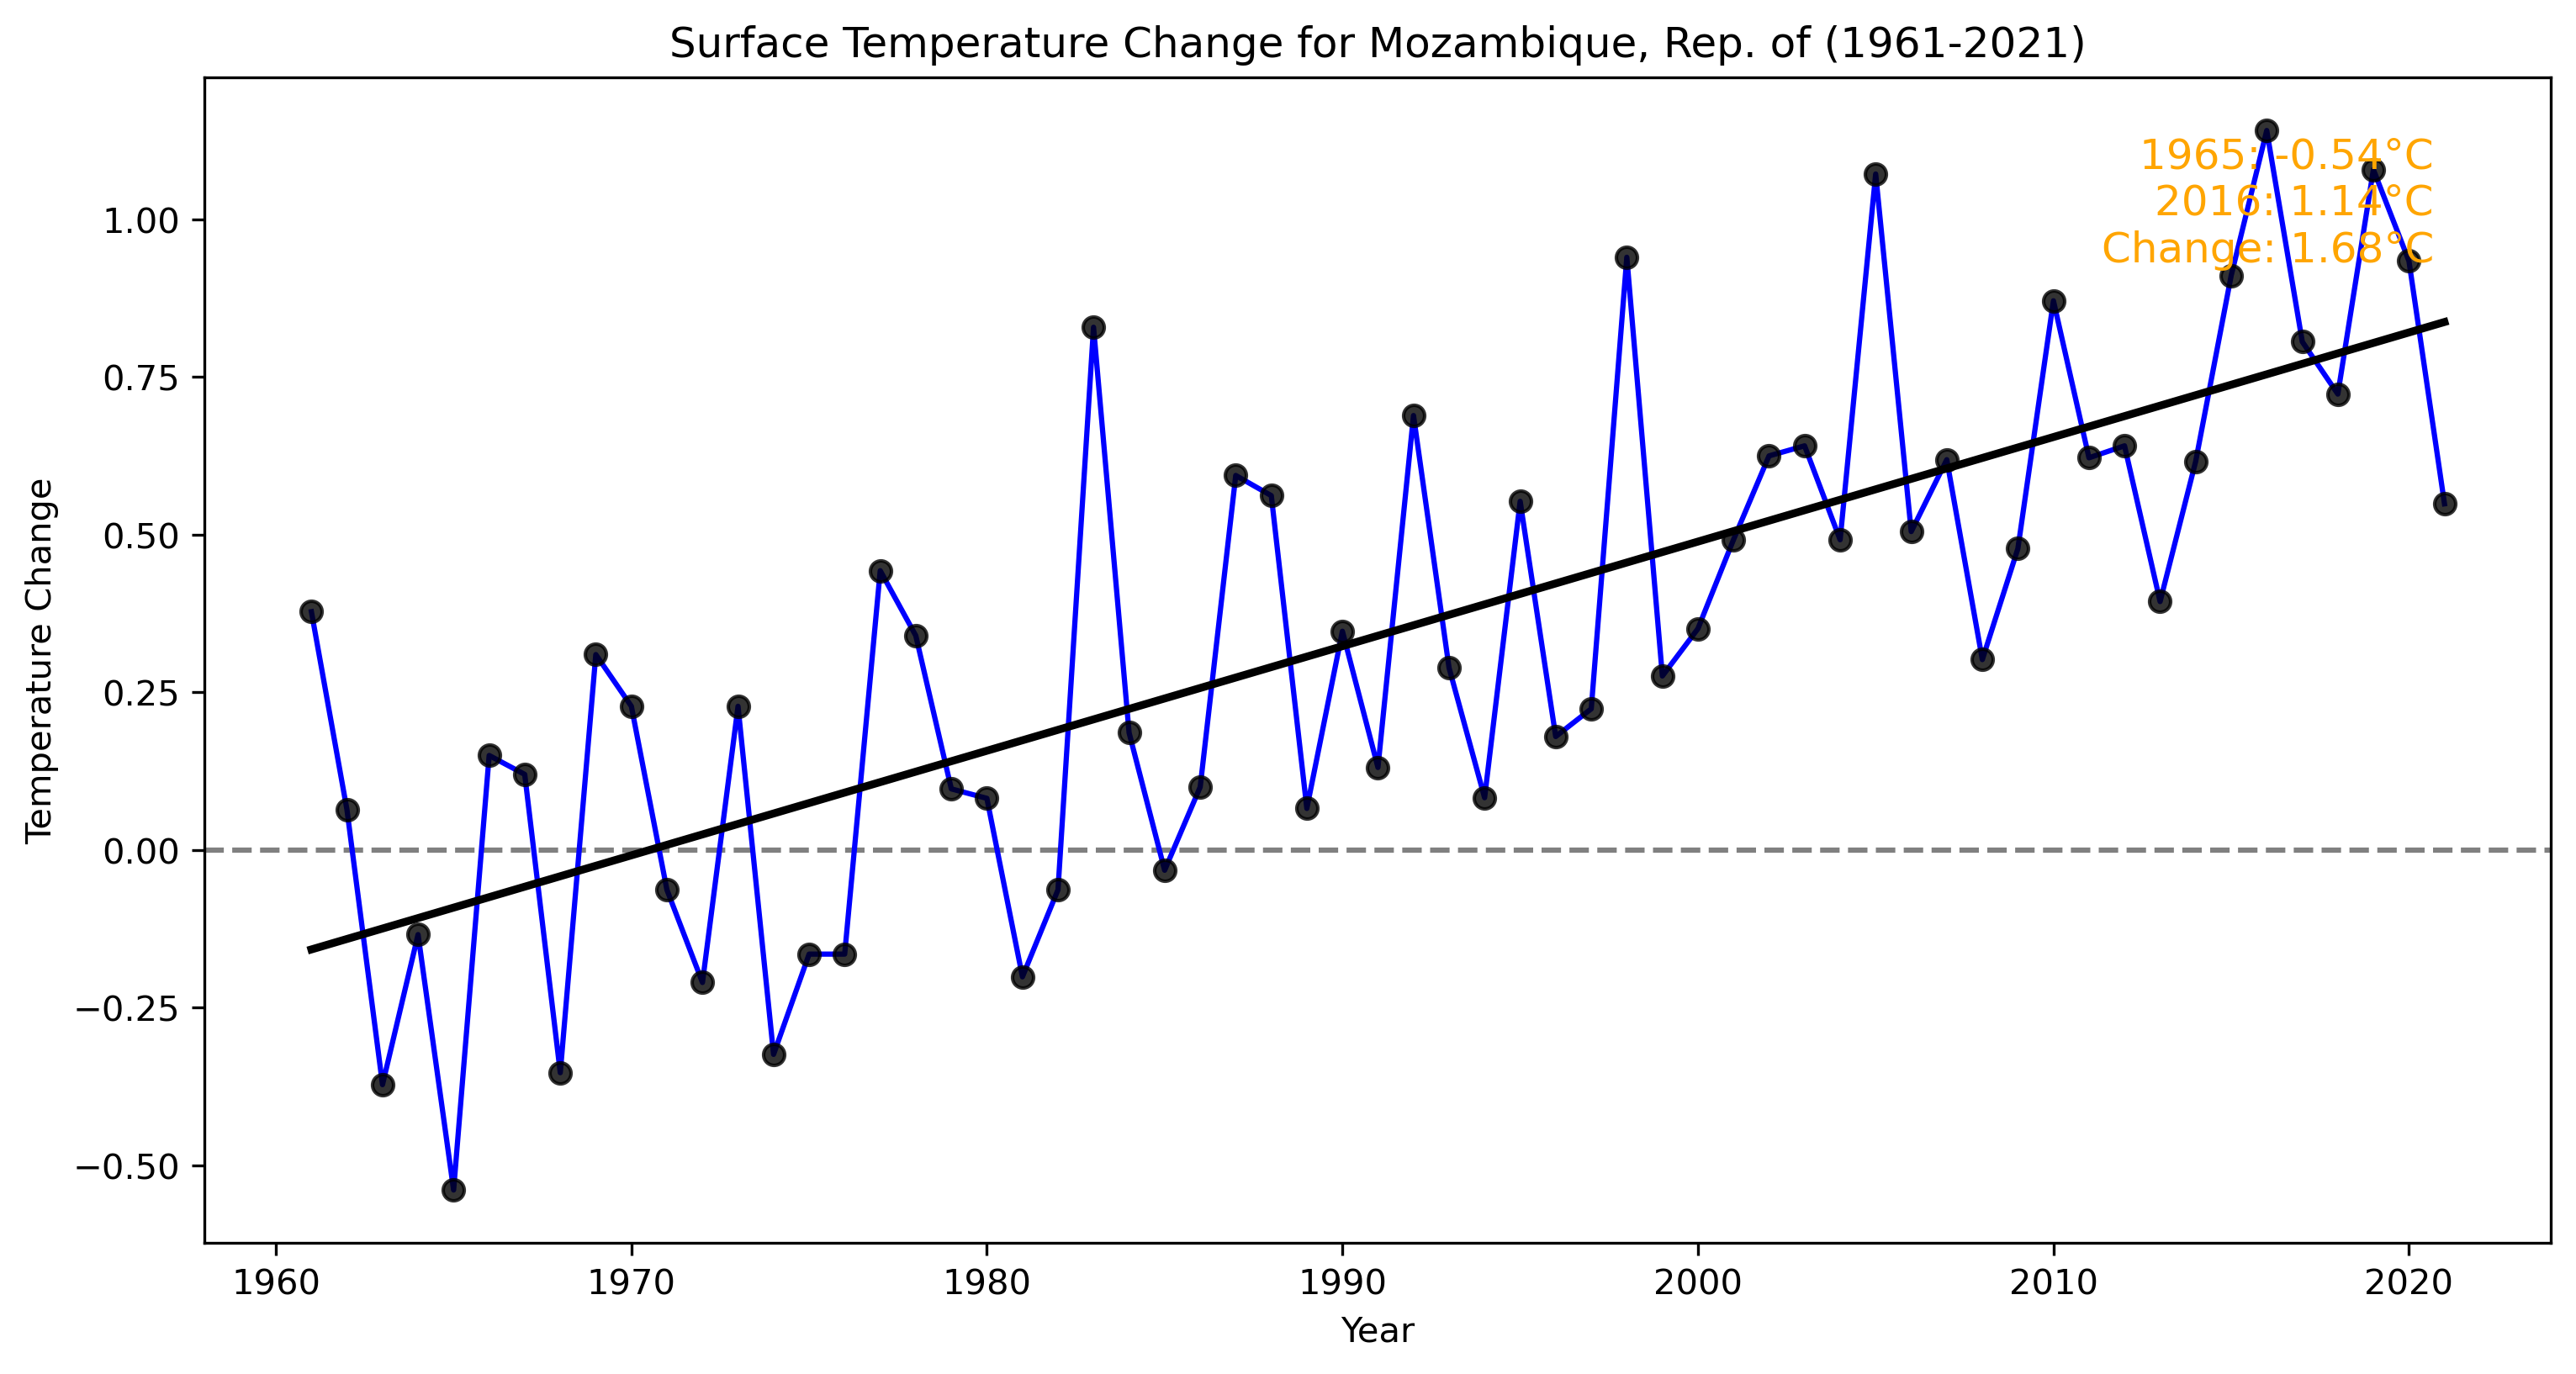 Surface Temperature Change for Mozambique, Rep. of (1961-2021)
1965: -0.54°C
2016: 1.14°C
Change: 1.68°C
Temperature Change
1.00
0.75
0.50
0.25
0.00
−0.25
−0.50
1960 1970 1980 1990 2000 2010 2020
Year